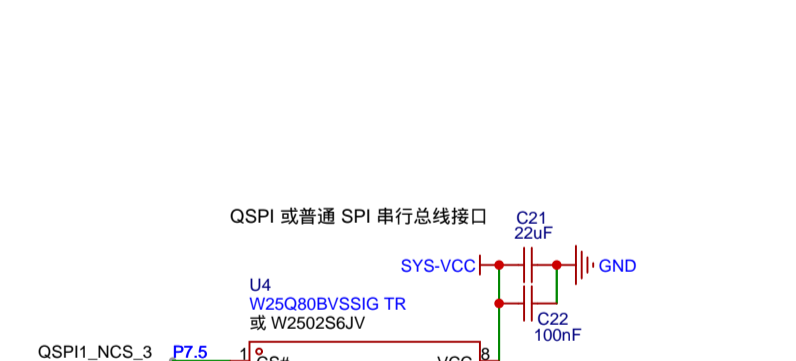 QSPI 或普通 SPI 串行总线接口
C21
22uF
SYS-VCC
GND
U4
W25Q80BVSSIG TR
或 W2502S6JV
C22
100nF
QSPI1_NCS_3
P7.5
1
CS#
VCC
8